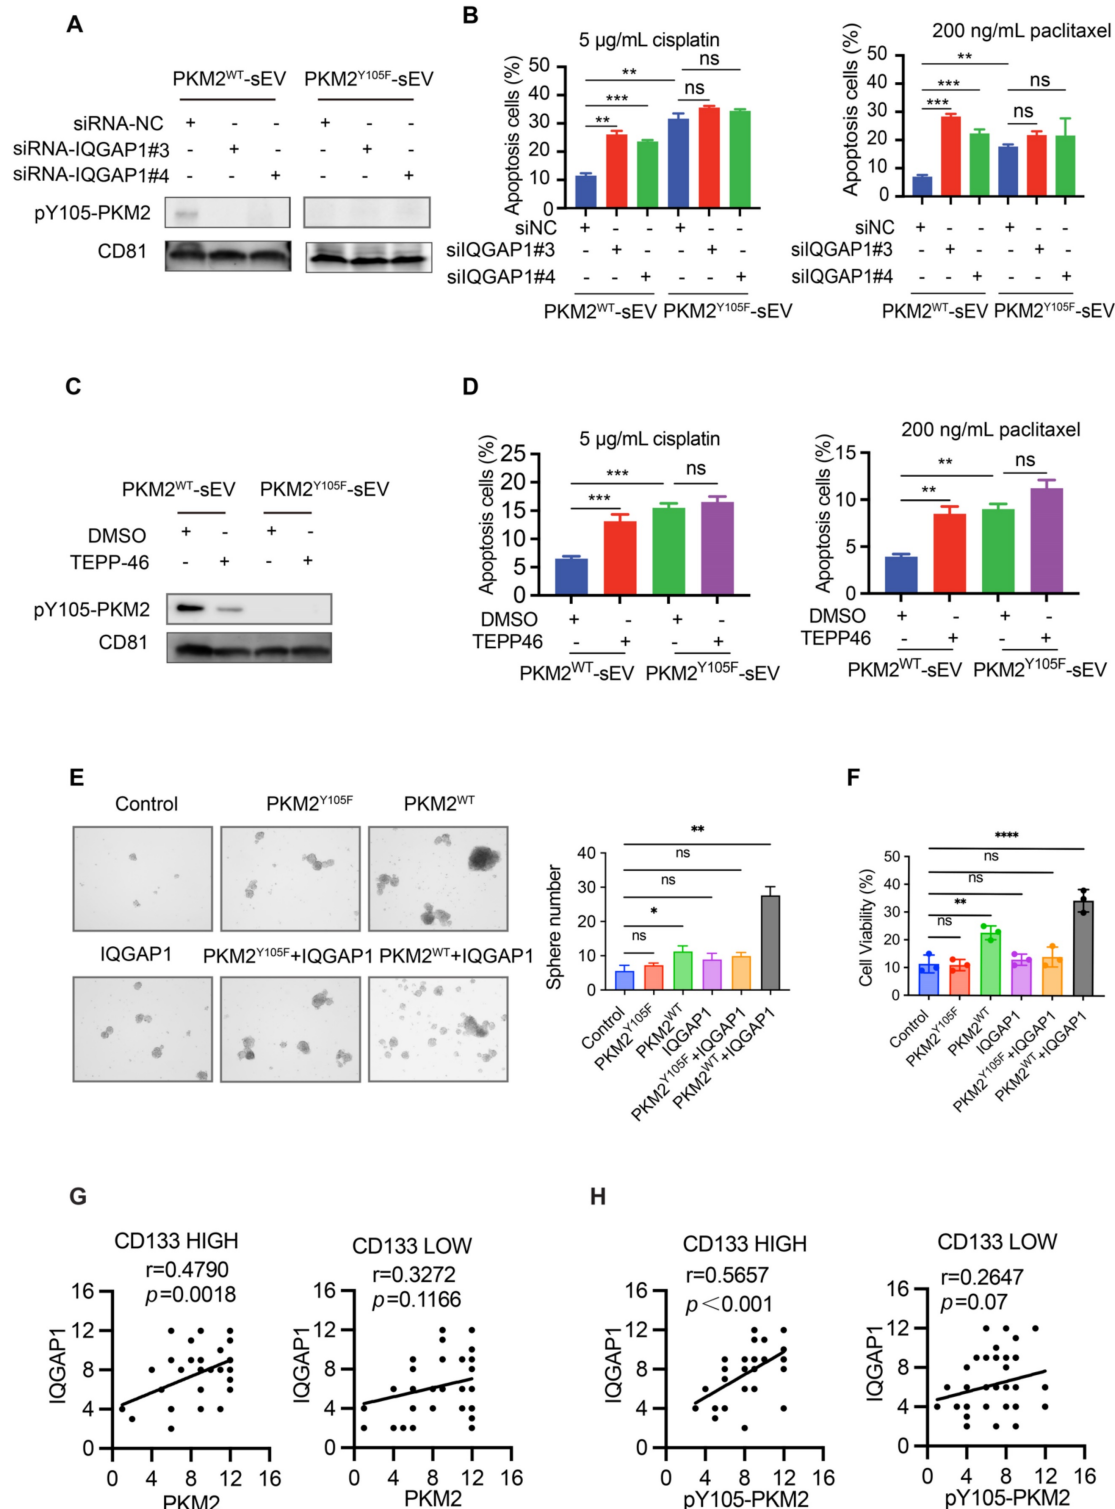 A
PKM2WT-sEV PKM2Y105F-sEV
siRNA-NC + - - + - -
siRNA-IQGAP1#3 - + - - + -
siRNA-IQGAP1#4 - - + - - +
pY105-PKM2
CD81
B
5 µg/mL cisplatin
Apoptosis cells (%)
50
40
30
20
10
0
ns
**
ns
***
**
siNC + - - + - -
siIQGAP1#3 - + - - + -
siIQGAP1#4 - - + - - +
PKM2WT-sEV PKM2Y105F-sEV
200 ng/mL paclitaxel
Apoptosis cells (%)
50
40
30
20
10
0
**
***
ns
***
ns
siNC + - - + - -
siIQGAP1#3 - + - - + -
siIQGAP1#4 - - + - - +
PKM2WT-sEV PKM2Y105F-sEV
C
PKM2WT-sEV PKM2Y105F-sEV
DMSO + - + -
TEPP-46 - + - +
pY105-PKM2
CD81
D
5 µg/mL cisplatin
Apoptosis cells (%)
25
20
15
10
5
0
***
ns
***
DMSO + - + -
TEPP46 - + - +
PKM2WT-sEV PKM2Y105F-sEV
200 ng/mL paclitaxel
Apoptosis cells (%)
15
10
5
0
**
ns
**
DMSO + - + -
TEPP46 - + - +
PKM2WT-sEV PKM2Y105F-sEV
E
Control PKM2Y105F PKM2WT
IQGAP1 PKM2Y105F+IQGAP1 PKM2WT+IQGAP1
Sphere number
40
30
20
10
0
**
ns
ns
*
ns
Control
PKM2Y105F
PKM2WT
IQGAP1
PKM2Y105F+IQGAP1
PKM2WT+IQGAP1
F
Cell Viability (%)
50
40
30
20
10
0
****
ns
ns
**
ns
Control
PKM2Y105F
PKM2WT
IQGAP1
PKM2Y105F+IQGAP1
PKM2WT+IQGAP1
G
CD133 HIGH
r=0.4790
p=0.0018
IQGAP1
16
12
8
4
0
0 4 8 12 16
PKM2
CD133 LOW
r=0.3272
p=0.1166
IQGAP1
16
12
8
4
0
0 4 8 12 16
PKM2
H
CD133 HIGH
r=0.5657
p<0.001
IQGAP1
16
12
8
4
0
0 4 8 12 16
pY105-PKM2
CD133 LOW
r=0.2647
p=0.07
IQGAP1
16
12
8
4
0
0 4 8 12 16
pY105-PKM2